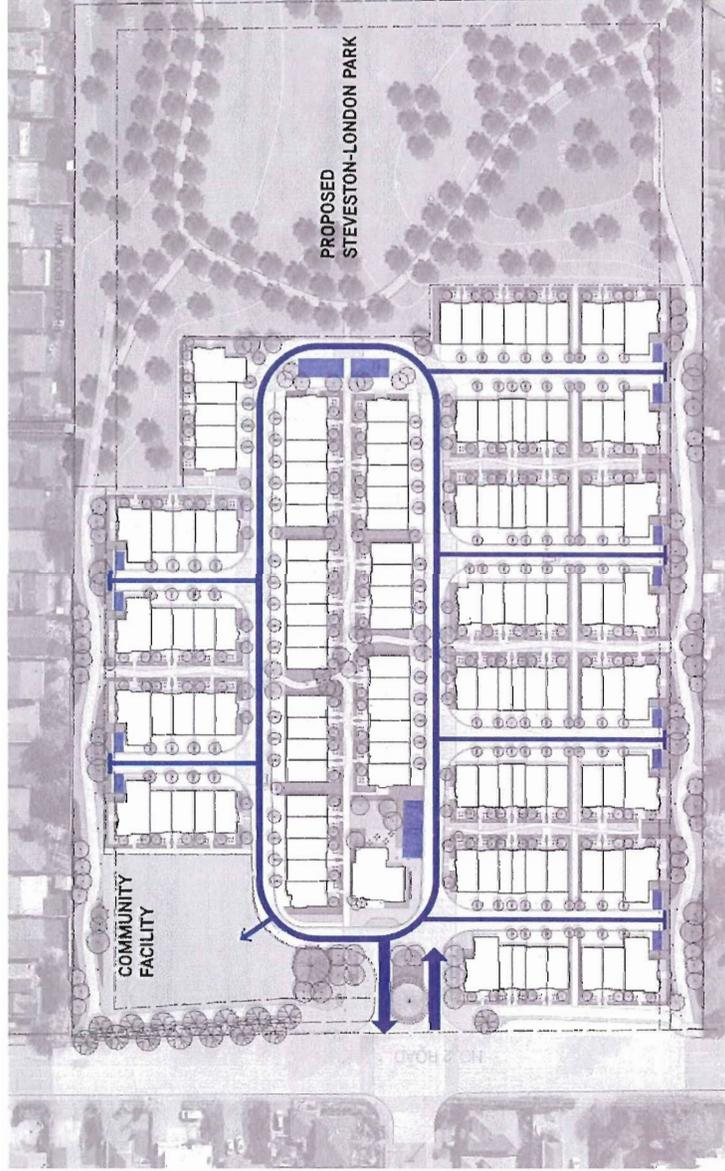 PROPOSED
STEVESTON-LONDON PARK
COMMUNITY
FACILITY
NO 2 ROAD